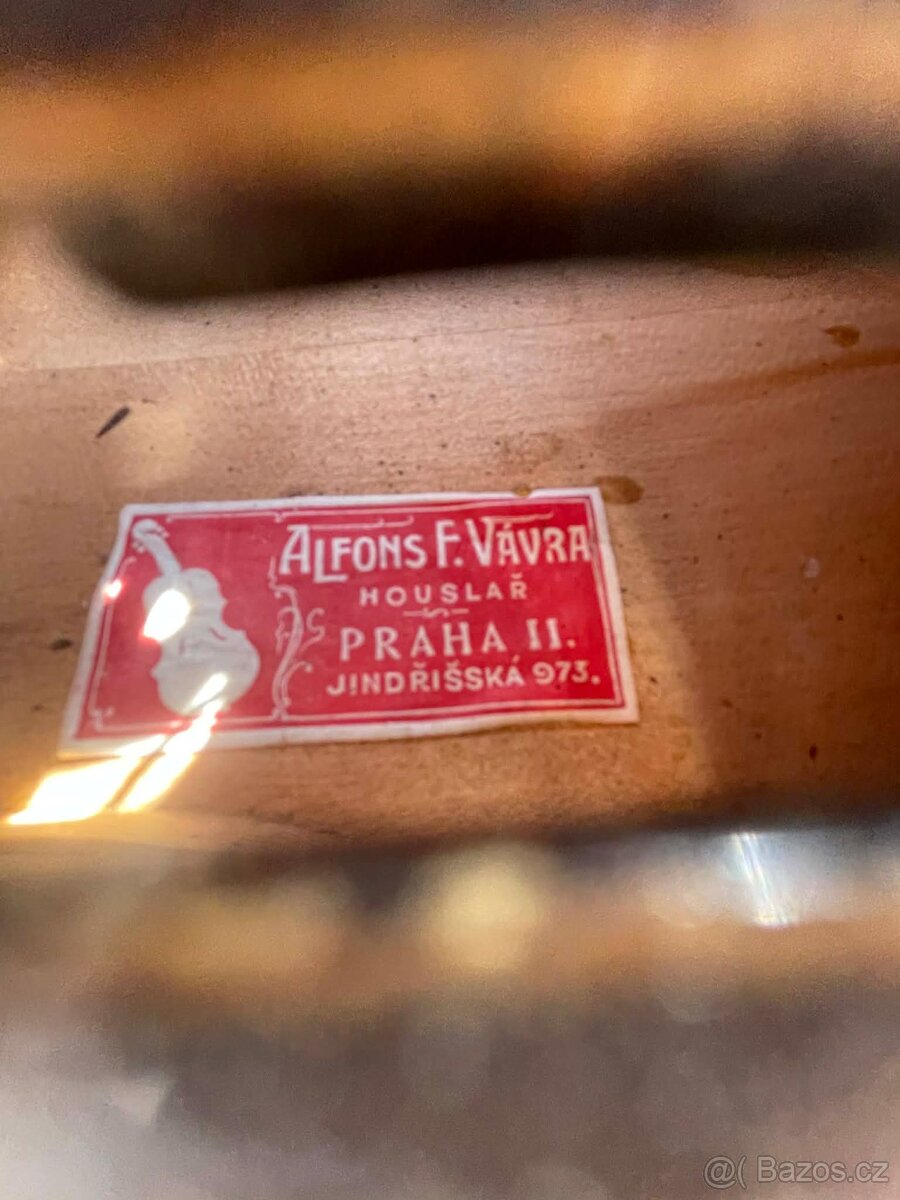 ALFONS F. VÁVRA
HOUSLAŘ
PRAHA II.
JINDŘIŠSKÁ 973.
@( Bazos.cz